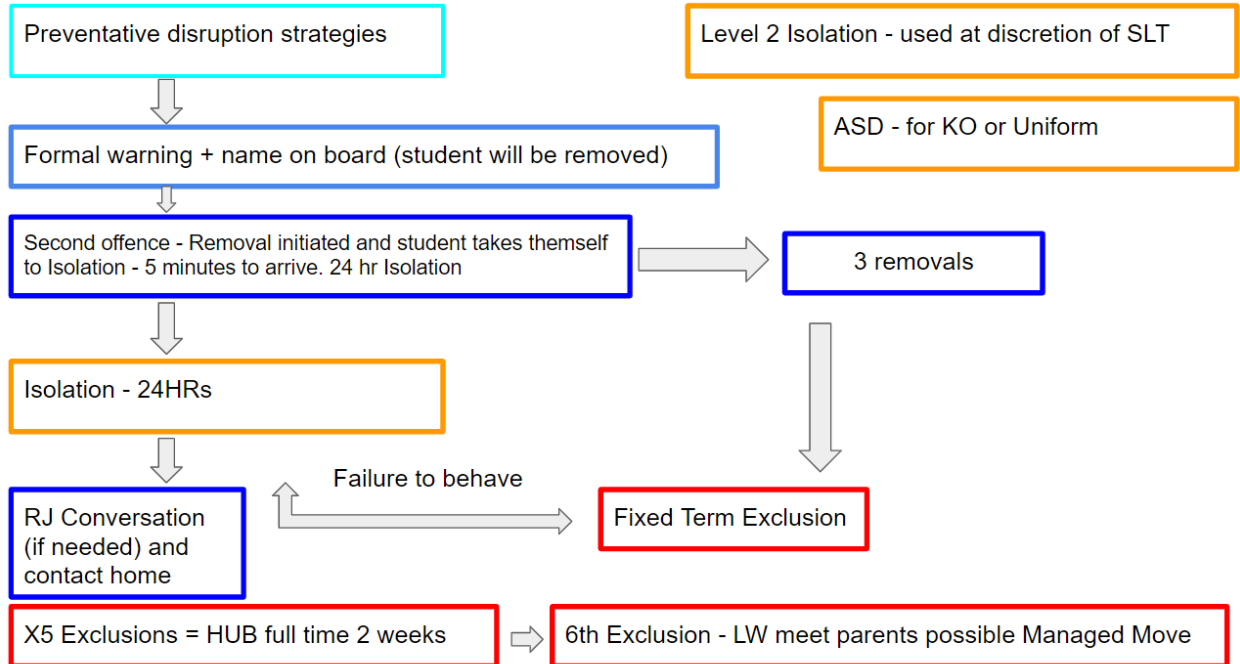 Preventative disruption strategies
Level 2 Isolation - used at discretion of SLT
ASD - for KO or Uniform
Formal warning + name on board (student will be removed)
Second offence - Removal initiated and student takes themself
to Isolation - 5 minutes to arrive. 24 hr Isolation
3 removals
Isolation - 24HRs
Failure to behave
RJ Conversation
(if needed) and
contact home
Fixed Term Exclusion
X5 Exclusions = HUB full time 2 weeks
6th Exclusion - LW meet parents possible Managed Move